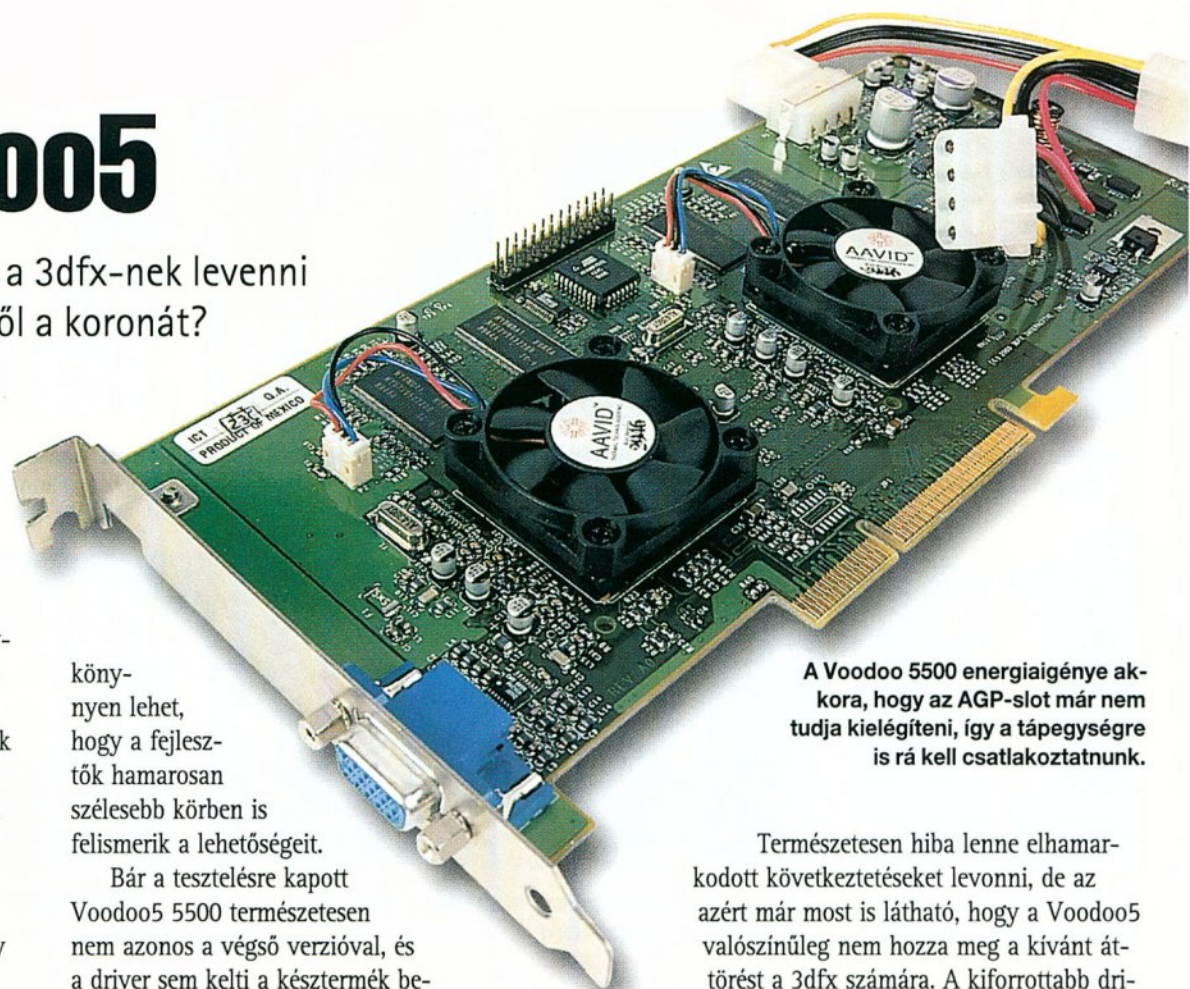 oo5
a 3dfx-nek levenni
ől a koronát?
köny-
nyen lehet,
hogy a fejlesz-
tők hamarosan
szélesebb körben is
felismerik a lehetőségeit.
Bár a tesztelésre kapott
Voodoo5 5500 természetesen
nem azonos a végső verzióval, és
a driver sem kelti a késztermék be-
ICT 23C Q.A.
PRODUCT OF MEXICO
AAVID™
AAVID™
A Voodoo 5500 energiaigénye ak-
kora, hogy az AGP-slot már nem
tudja kielégíteni, így a tápegységre
is rá kell csatlakoztatnunk.
Természetesen hiba lenne elhamar-
kodott következtetéseket levonni, de az
azért már most is látható, hogy a Voodoo5
valószínűleg nem hozza meg a kívánt át-
törést a 3dfx számára. A kiforrottabb dri-